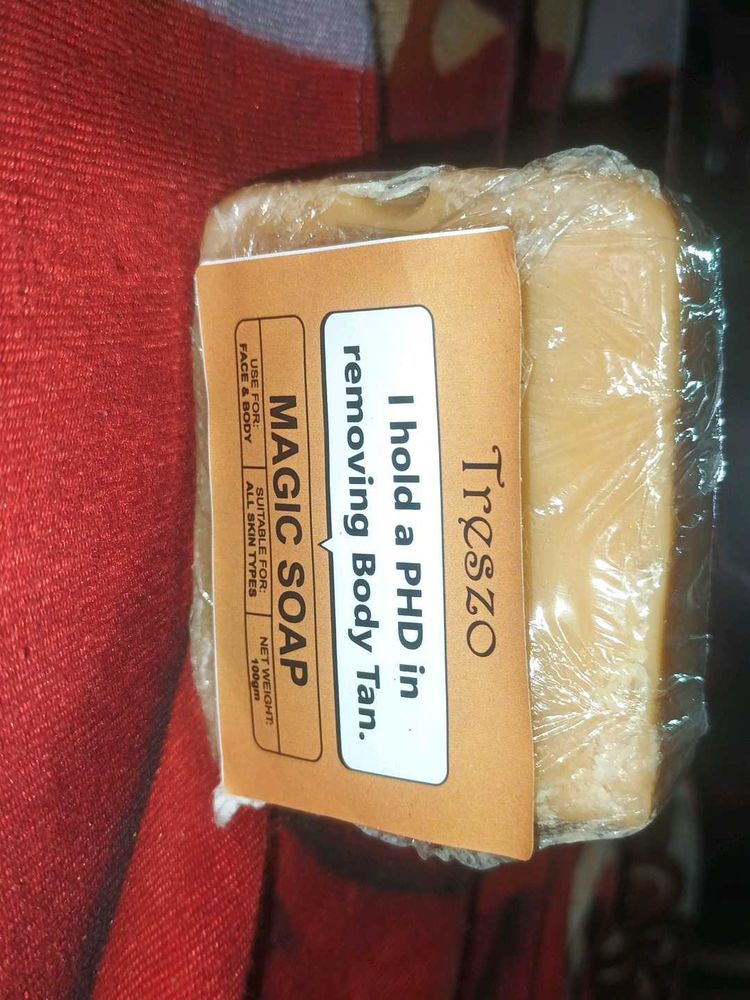 Treszo
I hold a PHD in
removing Body Tan.
MAGIC SOAP
USE FOR:
FACE & BODY
SUITABLE FOR:
ALL SKIN TYPES
NET WEIGHT:
100gm